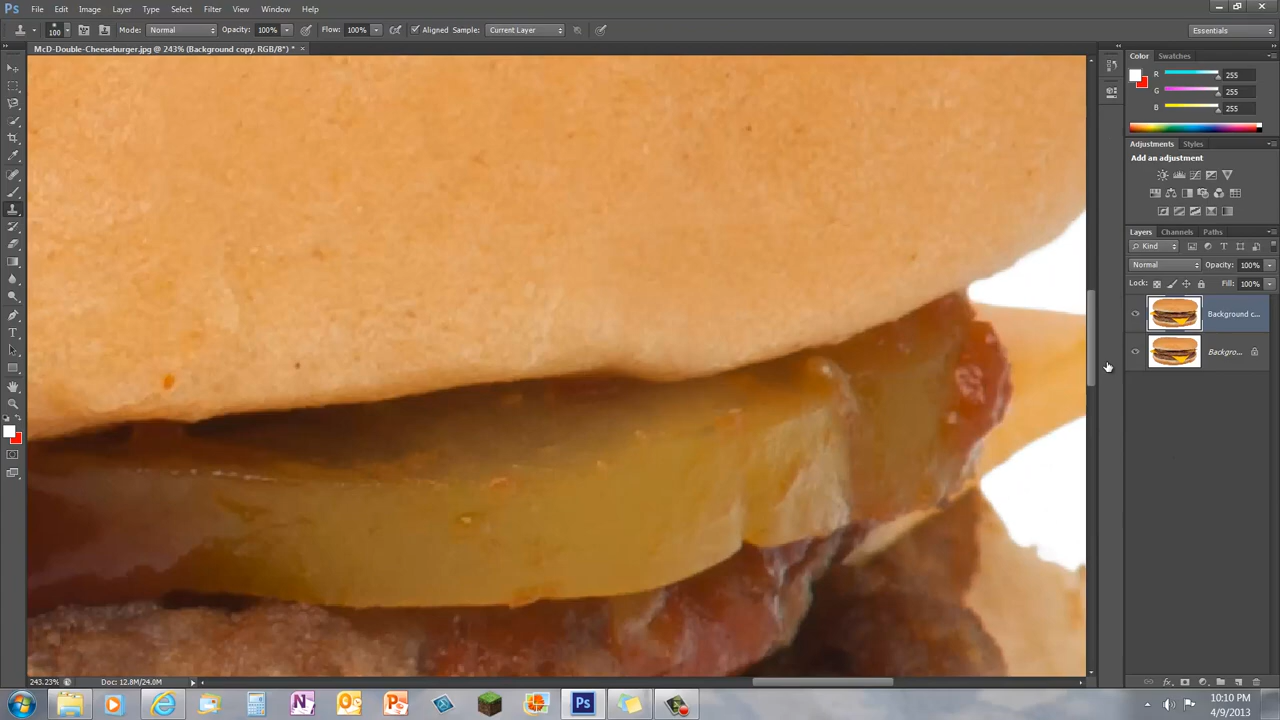 Ps File Edit Image Layer Type Select Filter View Window Help
100 Mode: Normal Opacity: 100% Flow: 100% Aligned Sample: Current Layer Essentials
McD-Double-Cheeseburger.jpg @ 243% (Background copy, RGB/8*) *
Color Swatches
R 255
G 255
B 255
Adjustments Styles
Add an adjustment
Layers Channels Paths
Kind
Normal Opacity: 100%
Lock: Fill: 100%
Background c...
Backgro...
243.23% Doc: 12.8M/24.0M
Ps
10:10 PM
4/9/2013